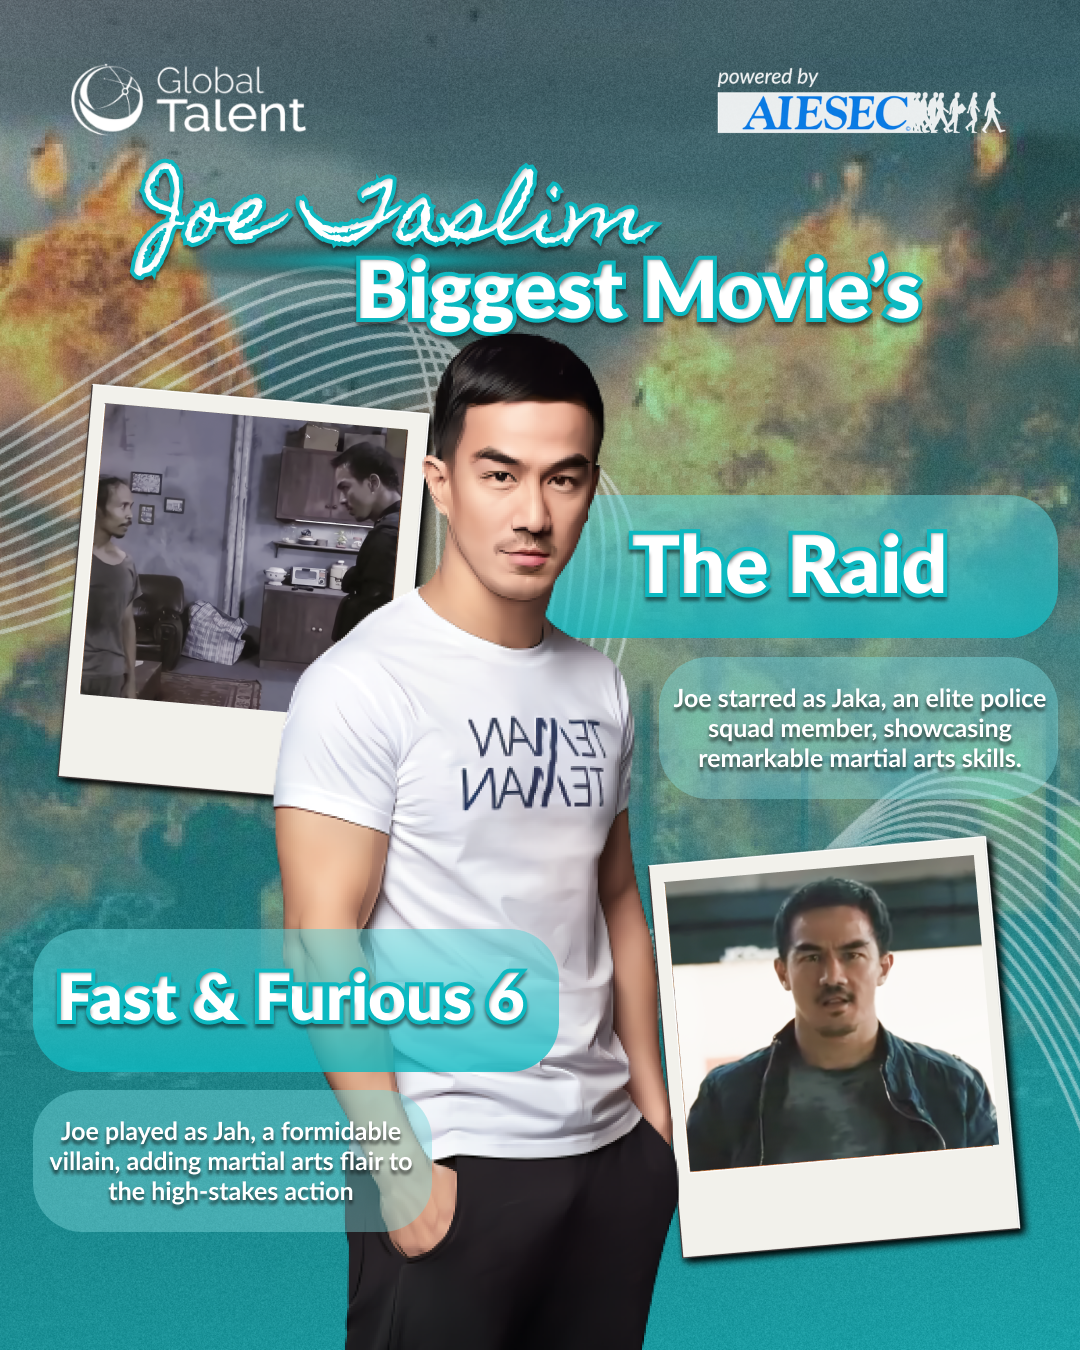 Global
Talent
powered by
AIESEC
Joe Taslim
Biggest Movie's
The Raid
Joe starred as Jaka, an elite police
squad member, showcasing
remarkable martial arts skills.
TEMAN
TEMAN
Fast & Furious 6
Joe played as Jah, a formidable
villain, adding martial arts flair to
the high-stakes action